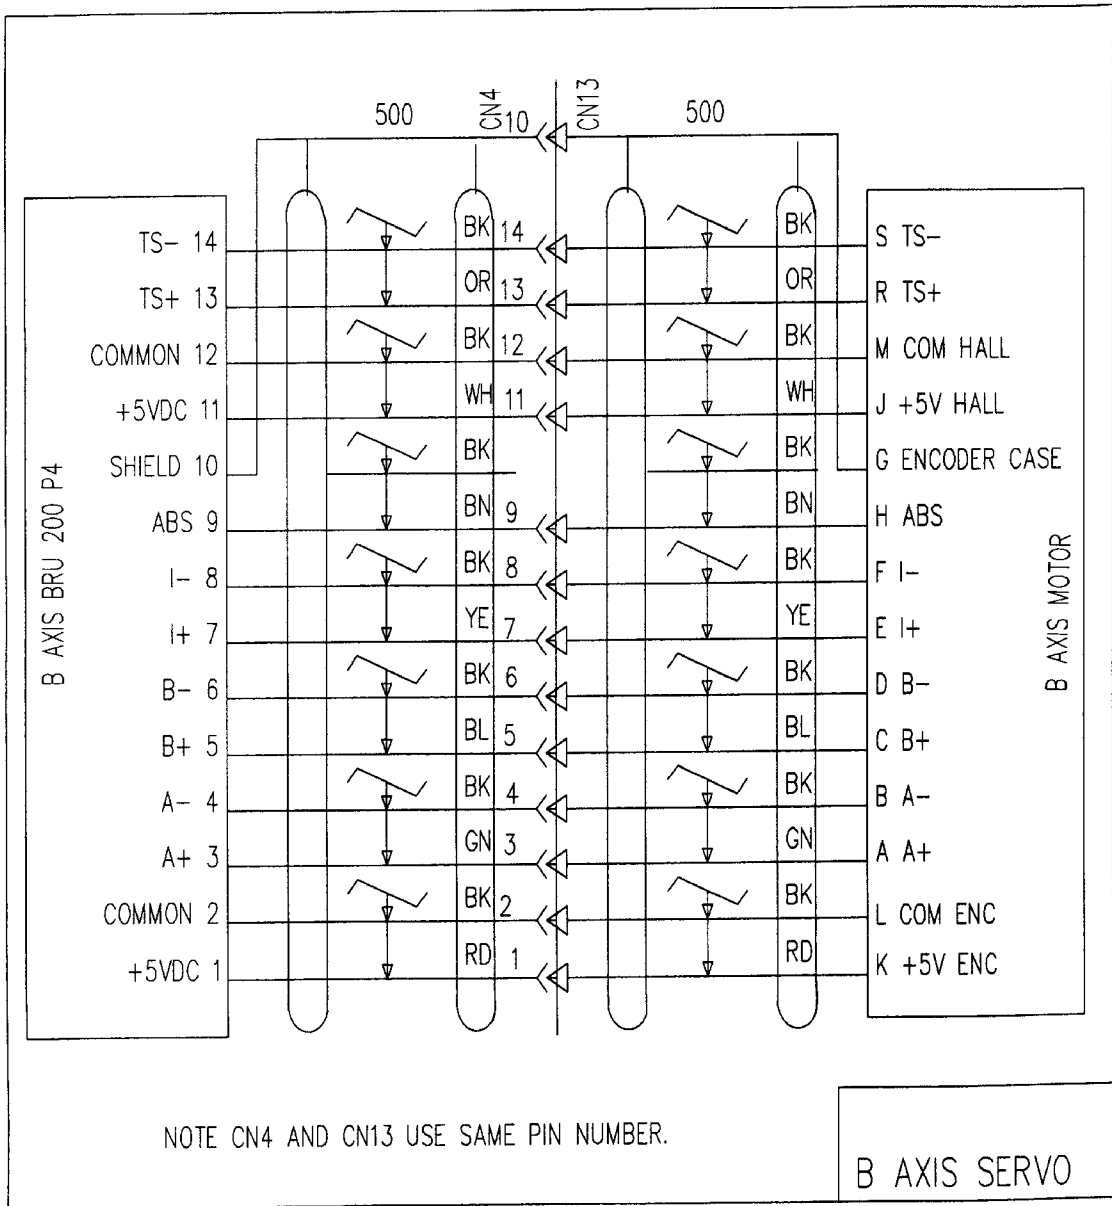 500 CN4 10 CN13 500
TS- 14 BK 14 BK S TS-
TS+ 13 OR 13 OR R TS+
COMMON 12 BK 12 BK M COM HALL
+5VDC 11 WH 11 WH J +5V HALL
SHIELD 10 BK BK G ENCODER CASE
ABS 9 BN 9 BN H ABS
I- 8 BK 8 BK F I-
I+ 7 YE 7 YE E I+
B- 6 BK 6 BK D B-
B+ 5 BL 5 BL C B+
A- 4 BK 4 BK B A-
A+ 3 GN 3 GN A A+
COMMON 2 BK 2 BK L COM ENC
+5VDC 1 RD 1 RD K +5V ENC
B AXIS BRU 200 P4
B AXIS MOTOR
NOTE CN4 AND CN13 USE SAME PIN NUMBER.
B AXIS SERVO